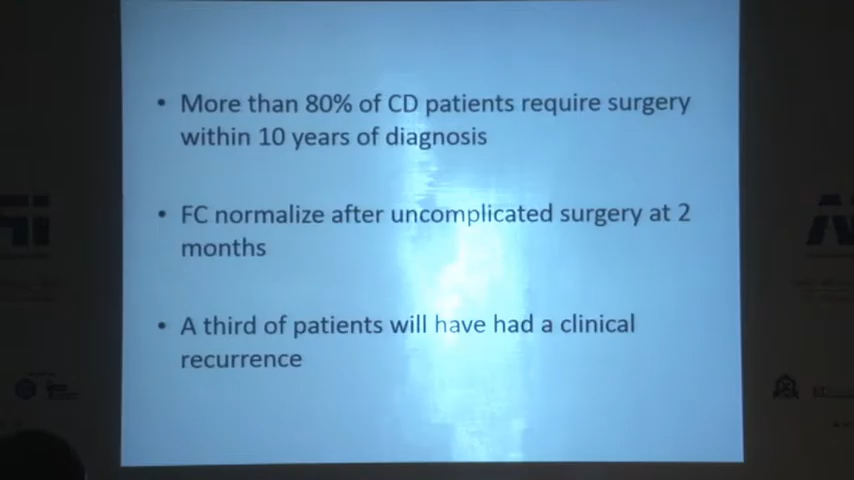 • More than 80% of CD patients require surgery
within 10 years of diagnosis
• FC normalize after uncomplicated surgery at 2
months
• A third of patients will have had a clinical
recurrence